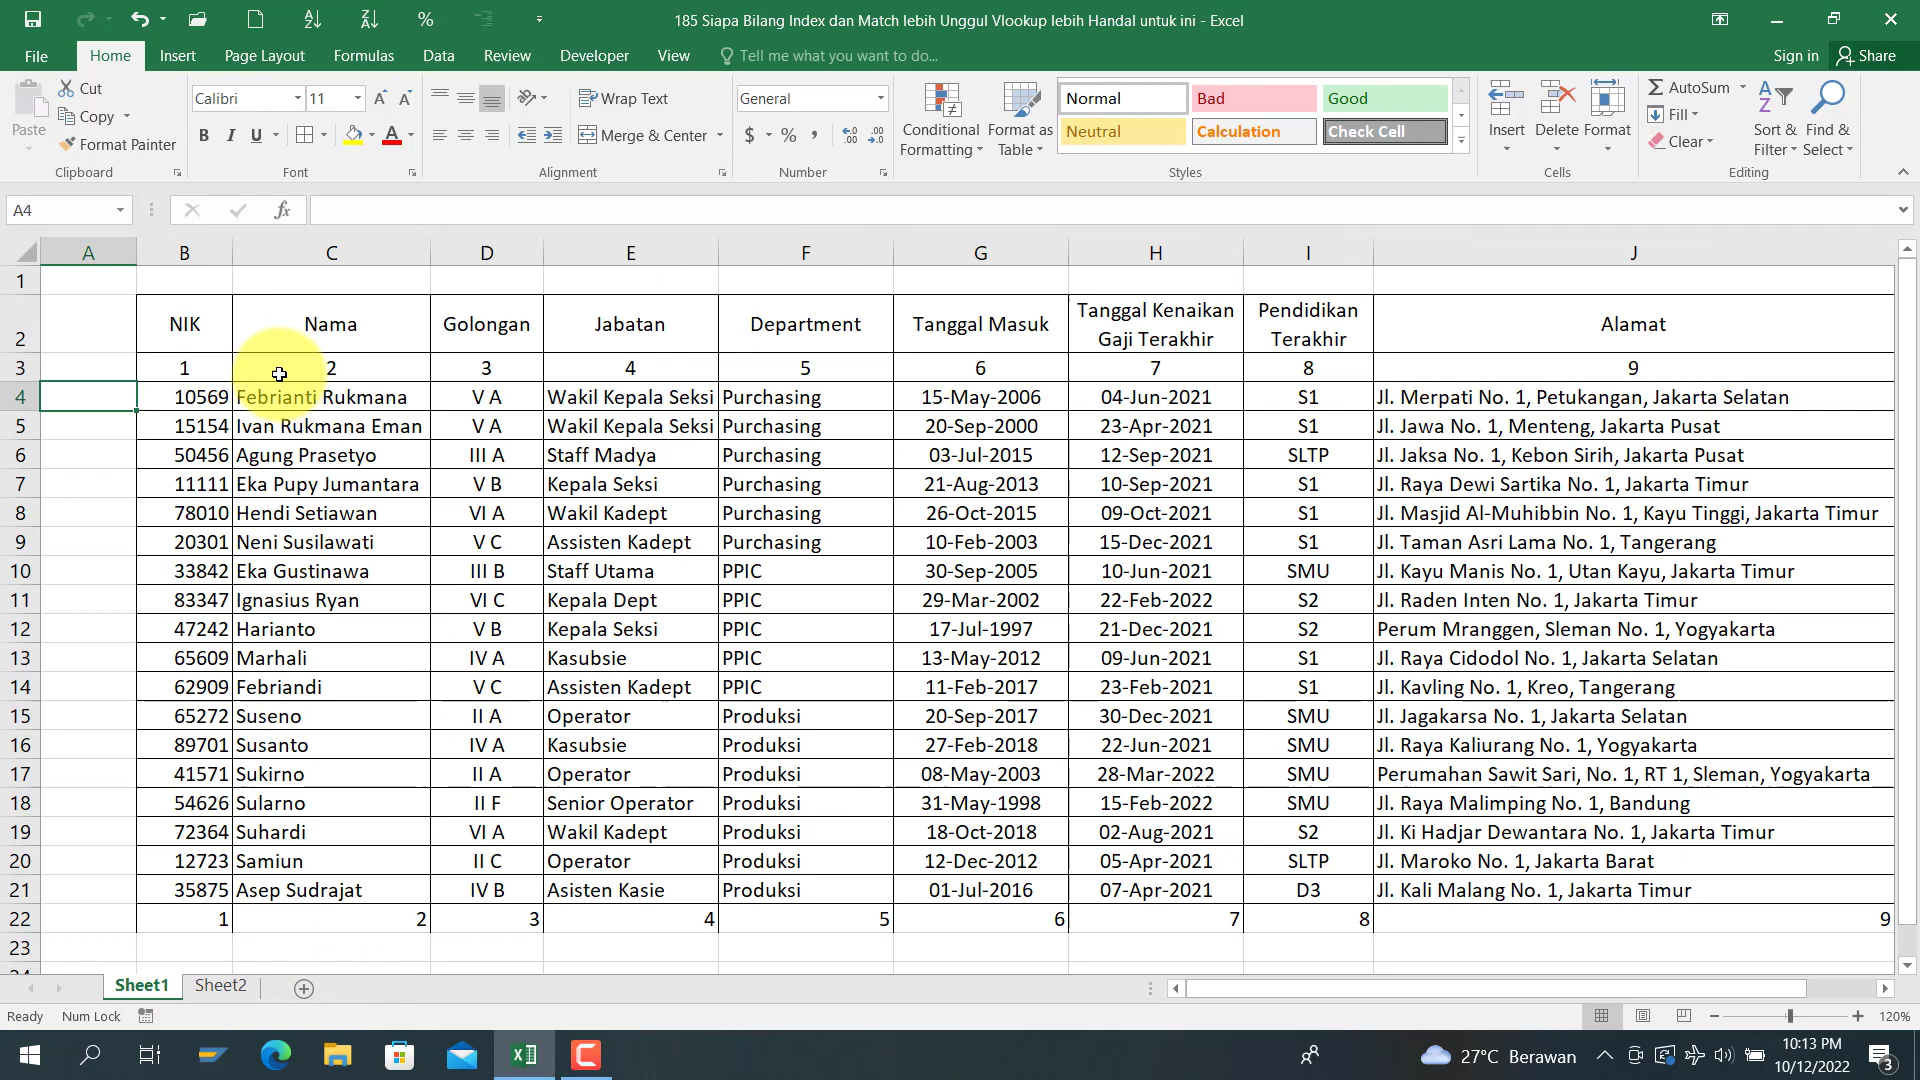 185 Siapa Bilang Index dan Match lebih Unggul Vlookup lebih Handal untuk ini - Excel
File Home Insert Page Layout Formulas Data Review Developer View Tell me what you want to do... Sign in Share
Paste Cut Copy Format Painter Clipboard
Calibri 11 Font
Wrap Text Merge & Center Alignment
General Number
Conditional Formatting Format as Table Normal Bad Good Neutral Calculation Check Cell Styles
Insert Delete Format Cells
AutoSum Fill Clear Sort & Filter Find & Select Editing
A4 fx
A B C D E F G H I J
1
2 NIK Nama Golongan Jabatan Department Tanggal Masuk Tanggal Kenaikan Gaji Terakhir Pendidikan Terakhir Alamat
3 1 2 3 4 5 6 7 8 9
4 10569 Febrianti Rukmana V A Wakil Kepala Seksi Purchasing 15-May-2006 04-Jun-2021 S1 Jl. Merpati No. 1, Petukangan, Jakarta Selatan
5 15154 Ivan Rukmana Eman V A Wakil Kepala Seksi Purchasing 20-Sep-2000 23-Apr-2021 S1 Jl. Jawa No. 1, Menteng, Jakarta Pusat
6 50456 Agung Prasetyo III A Staff Madya Purchasing 03-Jul-2015 12-Sep-2021 SLTP Jl. Jaksa No. 1, Kebon Sirih, Jakarta Pusat
7 11111 Eka Pupy Jumantara V B Kepala Seksi Purchasing 21-Aug-2013 10-Sep-2021 S1 Jl. Raya Dewi Sartika No. 1, Jakarta Timur
8 78010 Hendi Setiawan VI A Wakil Kadept Purchasing 26-Oct-2015 09-Oct-2021 S1 Jl. Masjid Al-Muhibbin No. 1, Kayu Tinggi, Jakarta Timur
9 20301 Neni Susilawati V C Assisten Kadept Purchasing 10-Feb-2003 15-Dec-2021 S1 Jl. Taman Asri Lama No. 1, Tangerang
10 33842 Eka Gustinawa III B Staff Utama PPIC 30-Sep-2005 10-Jun-2021 SMU Jl. Kayu Manis No. 1, Utan Kayu, Jakarta Timur
11 83347 Ignasius Ryan VI C Kepala Dept PPIC 29-Mar-2002 22-Feb-2022 S2 Jl. Raden Inten No. 1, Jakarta Timur
12 47242 Harianto V B Kepala Seksi PPIC 17-Jul-1997 21-Dec-2021 S2 Perum Mranggen, Sleman No. 1, Yogyakarta
13 65609 Marhali IV A Kasubsie PPIC 13-May-2012 09-Jun-2021 S1 Jl. Raya Cidodol No. 1, Jakarta Selatan
14 62909 Febriandi V C Assisten Kadept PPIC 11-Feb-2017 23-Feb-2021 S1 Jl. Kavling No. 1, Kreo, Tangerang
15 65272 Suseno II A Operator Produksi 20-Sep-2017 30-Dec-2021 SMU Jl. Jagakarsa No. 1, Jakarta Selatan
16 89701 Susanto IV A Kasubsie Produksi 27-Feb-2018 22-Jun-2021 SMU Jl. Raya Kaliurang No. 1, Yogyakarta
17 41571 Sukirno II A Operator Produksi 08-May-2003 28-Mar-2022 SMU Perumahan Sawit Sari, No. 1, RT 1, Sleman, Yogyakarta
18 54626 Sularno II F Senior Operator Produksi 31-May-1998 15-Feb-2022 SMU Jl. Raya Malimping No. 1, Bandung
19 72364 Suhardi VI A Wakil Kadept Produksi 18-Oct-2018 02-Aug-2021 S2 Jl. Ki Hadjar Dewantara No. 1, Jakarta Timur
20 12723 Samiun II C Operator Produksi 12-Dec-2012 05-Apr-2021 SLTP Jl. Maroko No. 1, Jakarta Barat
21 35875 Asep Sudrajat IV B Asisten Kasie Produksi 01-Jul-2016 07-Apr-2021 D3 Jl. Kali Malang No. 1, Jakarta Timur
22 1 2 3 4 5 6 7 8 9
23
Sheet1 Sheet2
Ready Num Lock 120%
27°C Berawan 10:13 PM
10/12/2022 3